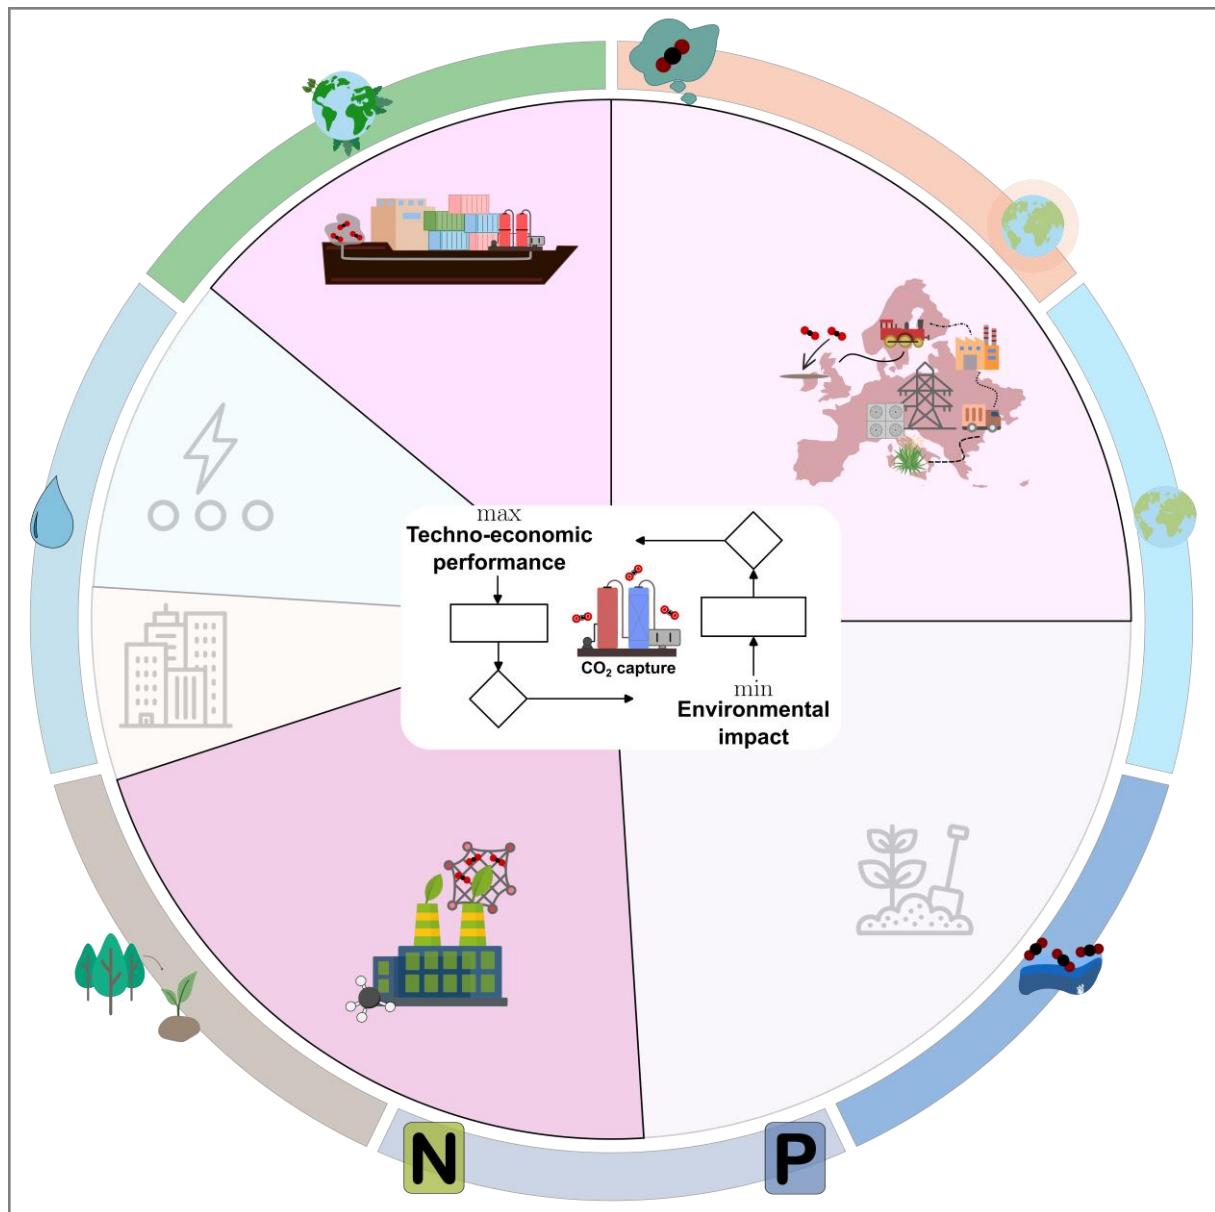 max
Techno-economic
performance
CO₂ capture
min
Environmental
impact
N
P